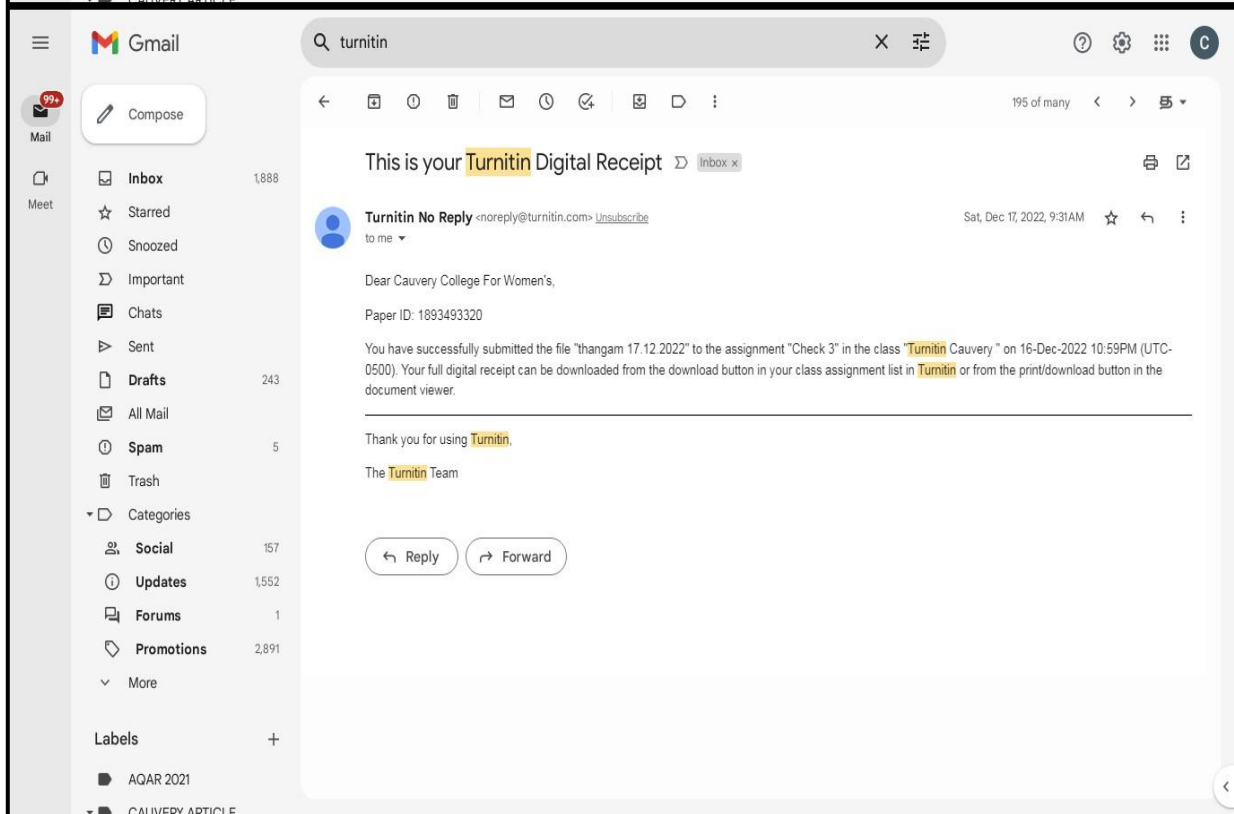 CAUVERY ARTICLE
Gmail
turnitin
C
99+
Mail
Meet
Compose
Inbox 1,888
Starred
Snoozed
Important
Chats
Sent
Drafts 243
All Mail
Spam 5
Trash
Categories
Social 157
Updates 1,552
Forums 1
Promotions 2,891
More
Labels +
AQAR 2021
CAUVERY ARTICLE
195 of many
This is your Turnitin Digital Receipt Inbox x
Turnitin No Reply <noreply@turnitin.com> Unsubscribe
Sat, Dec 17, 2022, 9:31AM
to me
Dear Cauvery College For Women's,
Paper ID: 1893493320
You have successfully submitted the file "thangam 17.12.2022" to the assignment "Check 3" in the class "Turnitin Cauvery " on 16-Dec-2022 10:59PM (UTC-
0500). Your full digital receipt can be downloaded from the download button in your class assignment list in Turnitin or from the print/download button in the
document viewer.
Thank you for using Turnitin,
The Turnitin Team
Reply
Forward